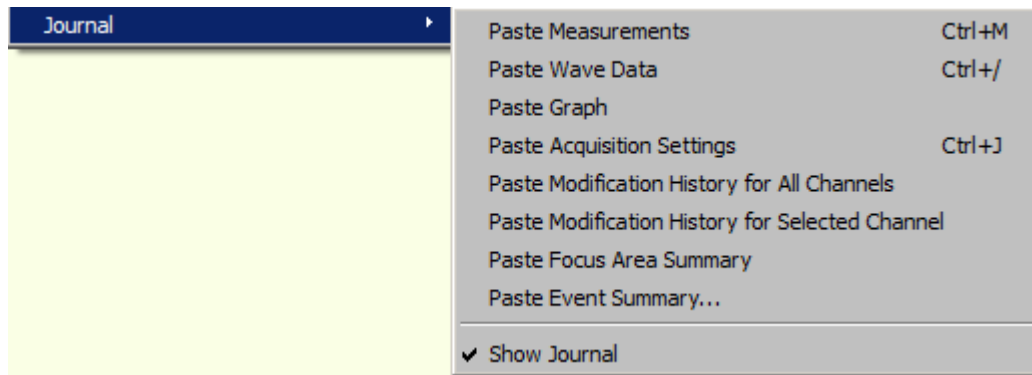 Journal
Paste Measurements Ctrl+M
Paste Wave Data Ctrl+/
Paste Graph
Paste Acquisition Settings Ctrl+J
Paste Modification History for All Channels
Paste Modification History for Selected Channel
Paste Focus Area Summary
Paste Event Summary...
Show Journal